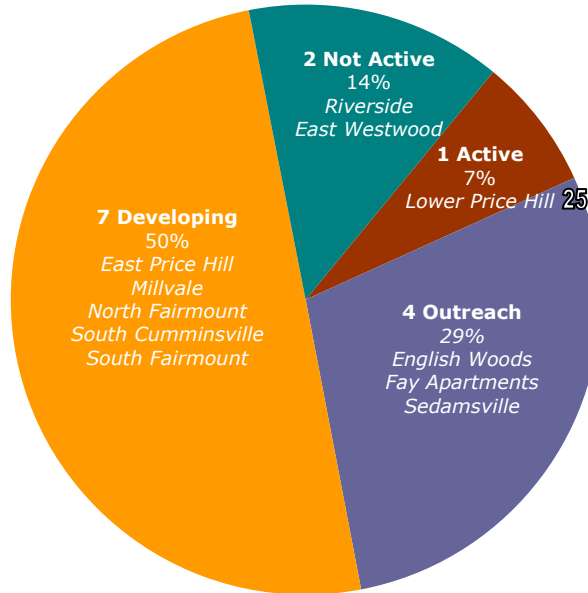 2 Not Active
14%
Riverside
East Westwood
1 Active
7%
Lower Price Hill 25
7 Developing
50%
East Price Hill
Millvale
North Fairmount
South Cumminsville
South Fairmount
4 Outreach
29%
English Woods
Fay Apartments
Sedamsville